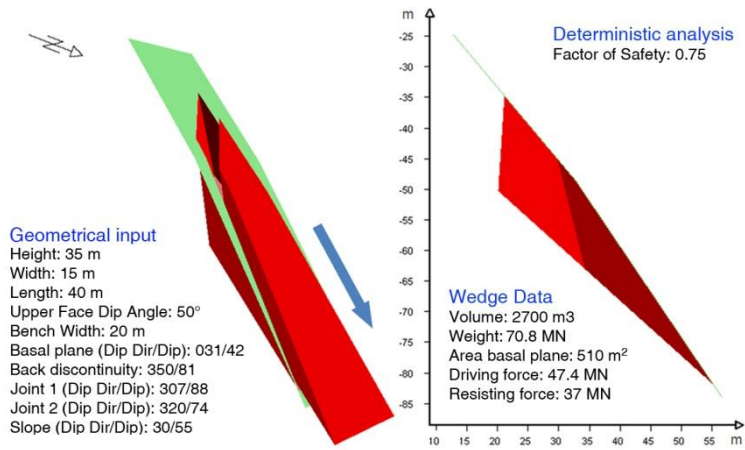 Deterministic analysis
Factor of Safety: 0.75
Geometrical input
Height: 35 m
Width: 15 m
Length: 40 m
Upper Face Dip Angle: 50°
Bench Width: 20 m
Basal plane (Dip Dir/Dip): 031/42
Back discontinuity: 350/81
Joint 1 (Dip Dir/Dip): 307/88
Joint 2 (Dip Dir/Dip): 320/74
Slope (Dip Dir/Dip): 30/55
m
-25
-30
-35
-40
-45
-50
-55
-60
-65
-70
-75
-80
-85
Wedge Data
Volume: 2700 m3
Weight: 70.8 MN
Area basal plane: 510 m²
Driving force: 47.4 MN
Resisting force: 37 MN
10 15 20 25 30 35 40 45 50 55 m